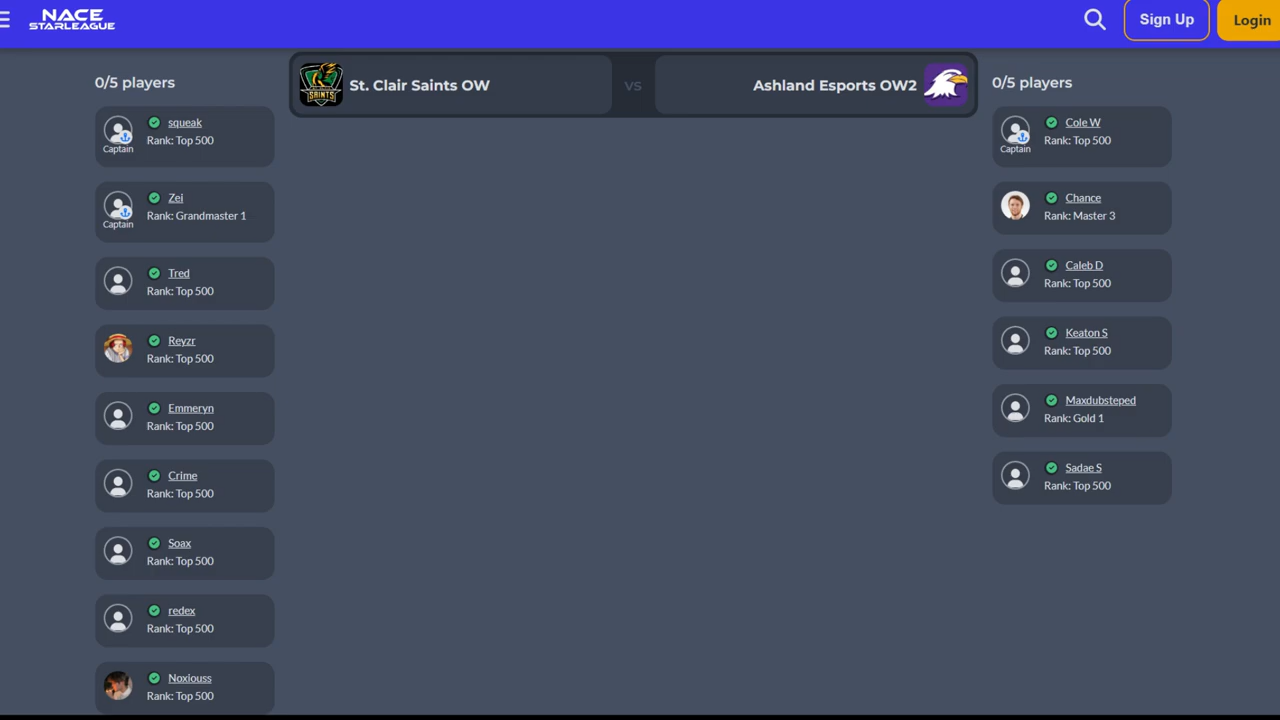 NACE
STARLEAGUE
Sign Up
Login
0/5 players
SAINTS
St. Clair Saints OW
VS
Ashland Esports OW2
0/5 players
squeak
Rank: Top 500
Captain
Zei
Rank: Grandmaster 1
Captain
Tred
Rank: Top 500
Reyzr
Rank: Top 500
Emmeryn
Rank: Top 500
Crime
Rank: Top 500
Soax
Rank: Top 500
redex
Rank: Top 500
Noxiouss
Rank: Top 500
Cole W
Rank: Top 500
Captain
Chance
Rank: Master 3
Caleb D
Rank: Top 500
Keaton S
Rank: Top 500
Maxdubsteped
Rank: Gold 1
Sadae S
Rank: Top 500